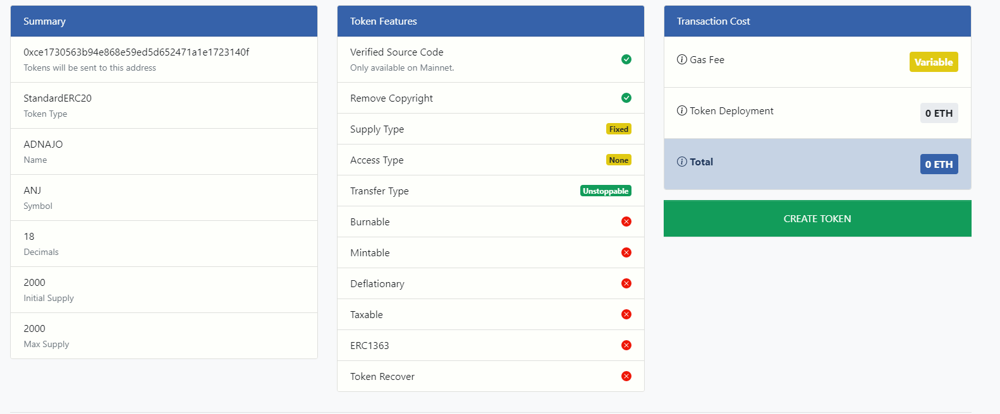 Summary
0xce1730563b94e868e59ed5d652471a1e1723140f
Tokens will be sent to this address
StandardERC20
Token Type
ADNAJO
Name
ANJ
Symbol
18
Decimals
2000
Initial Supply
2000
Max Supply
Token Features
Verified Source Code
Only available on Mainnet.
Remove Copyright
Supply Type Fixed
Access Type None
Transfer Type Unstoppable
Burnable
Mintable
Deflationary
Taxable
ERC1363
Token Recover
Transaction Cost
Gas Fee Variable
Token Deployment 0 ETH
Total 0 ETH
CREATE TOKEN